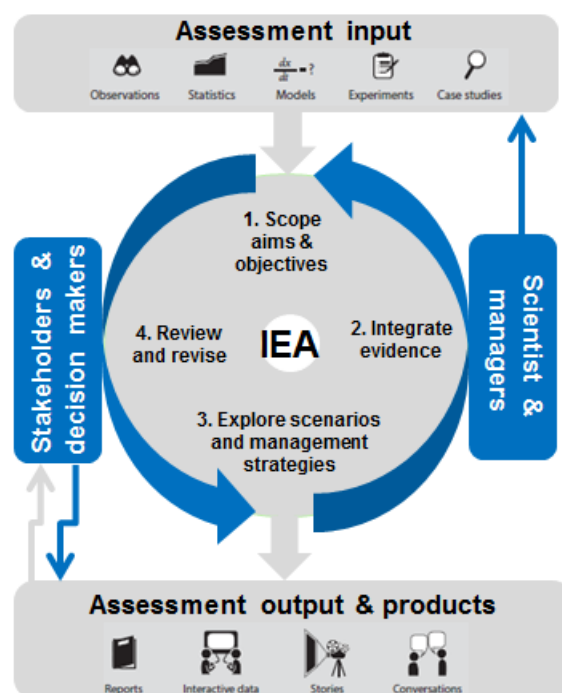 Assessment input
dx
dt
=?
Observations
Statistics
Models
Experiments
Case studies
1. Scope
aims &
objectives
Stakeholders &
decision makers
4. Review
and revise
IEA
2. Integrate
evidence
Scientist &
managers
3. Explore scenarios
and management
strategies
Assessment output & products
Reports
Interactive data
Stories
Conversations